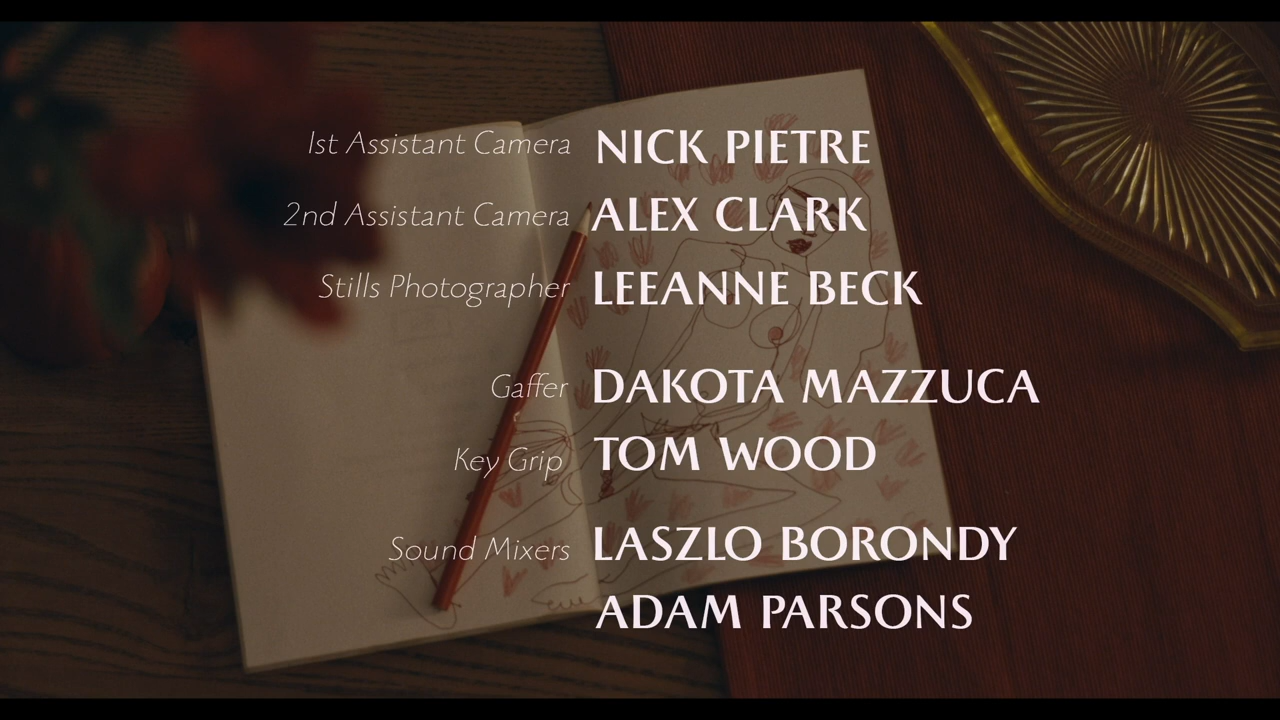 1st Assistant Camera NICK PIETRE
2nd Assistant Camera ALEX CLARK
Stills Photographer LEEANNE BECK
Gaffer DAKOTA MAZZUCA
Key Grip TOM WOOD
Sound Mixers LASZLO BORONDY
ADAM PARSONS